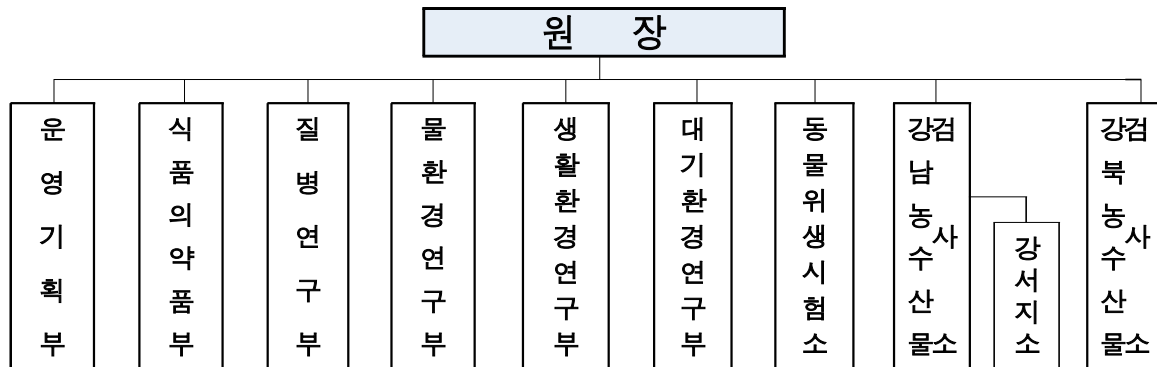 원 장
운영기획부
식품의약품부
질병연구부
물환경연구부
생활환경연구부
대기환경연구부
동물위생시험소
강남농수산물
검사소
강서지소
강북농수산물
검사소